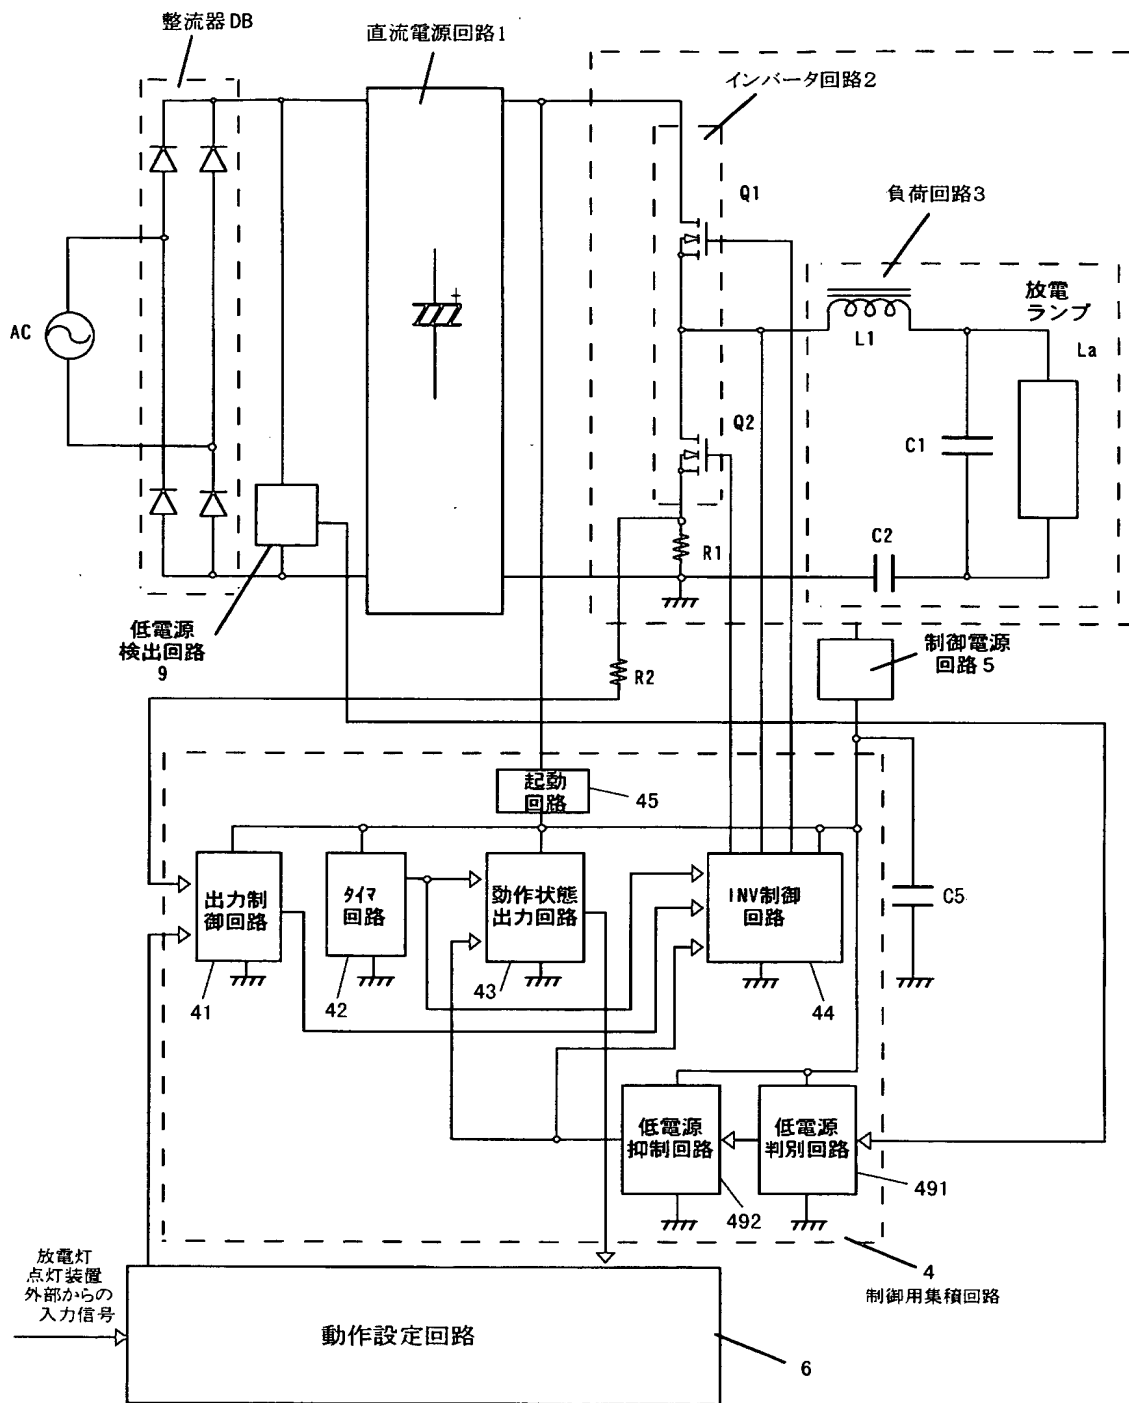 整流器DB
直流電源回路1
インバータ回路2
Q1
負荷回路3
放電
ランプ
La
L1
AC
Q2
C1
C2
R1
低電源
検出回路
9
R2
制御電源
回路5
起動
回路
45
出力制
御回路
41
タイマ
回路
42
動作状態
出力回路
43
INV制御
回路
44
C5
低電源
抑制回路
492
低電源
判別回路
491
4
制御用集積回路
放電灯
点灯装置
外部からの
入力信号
動作設定回路
6